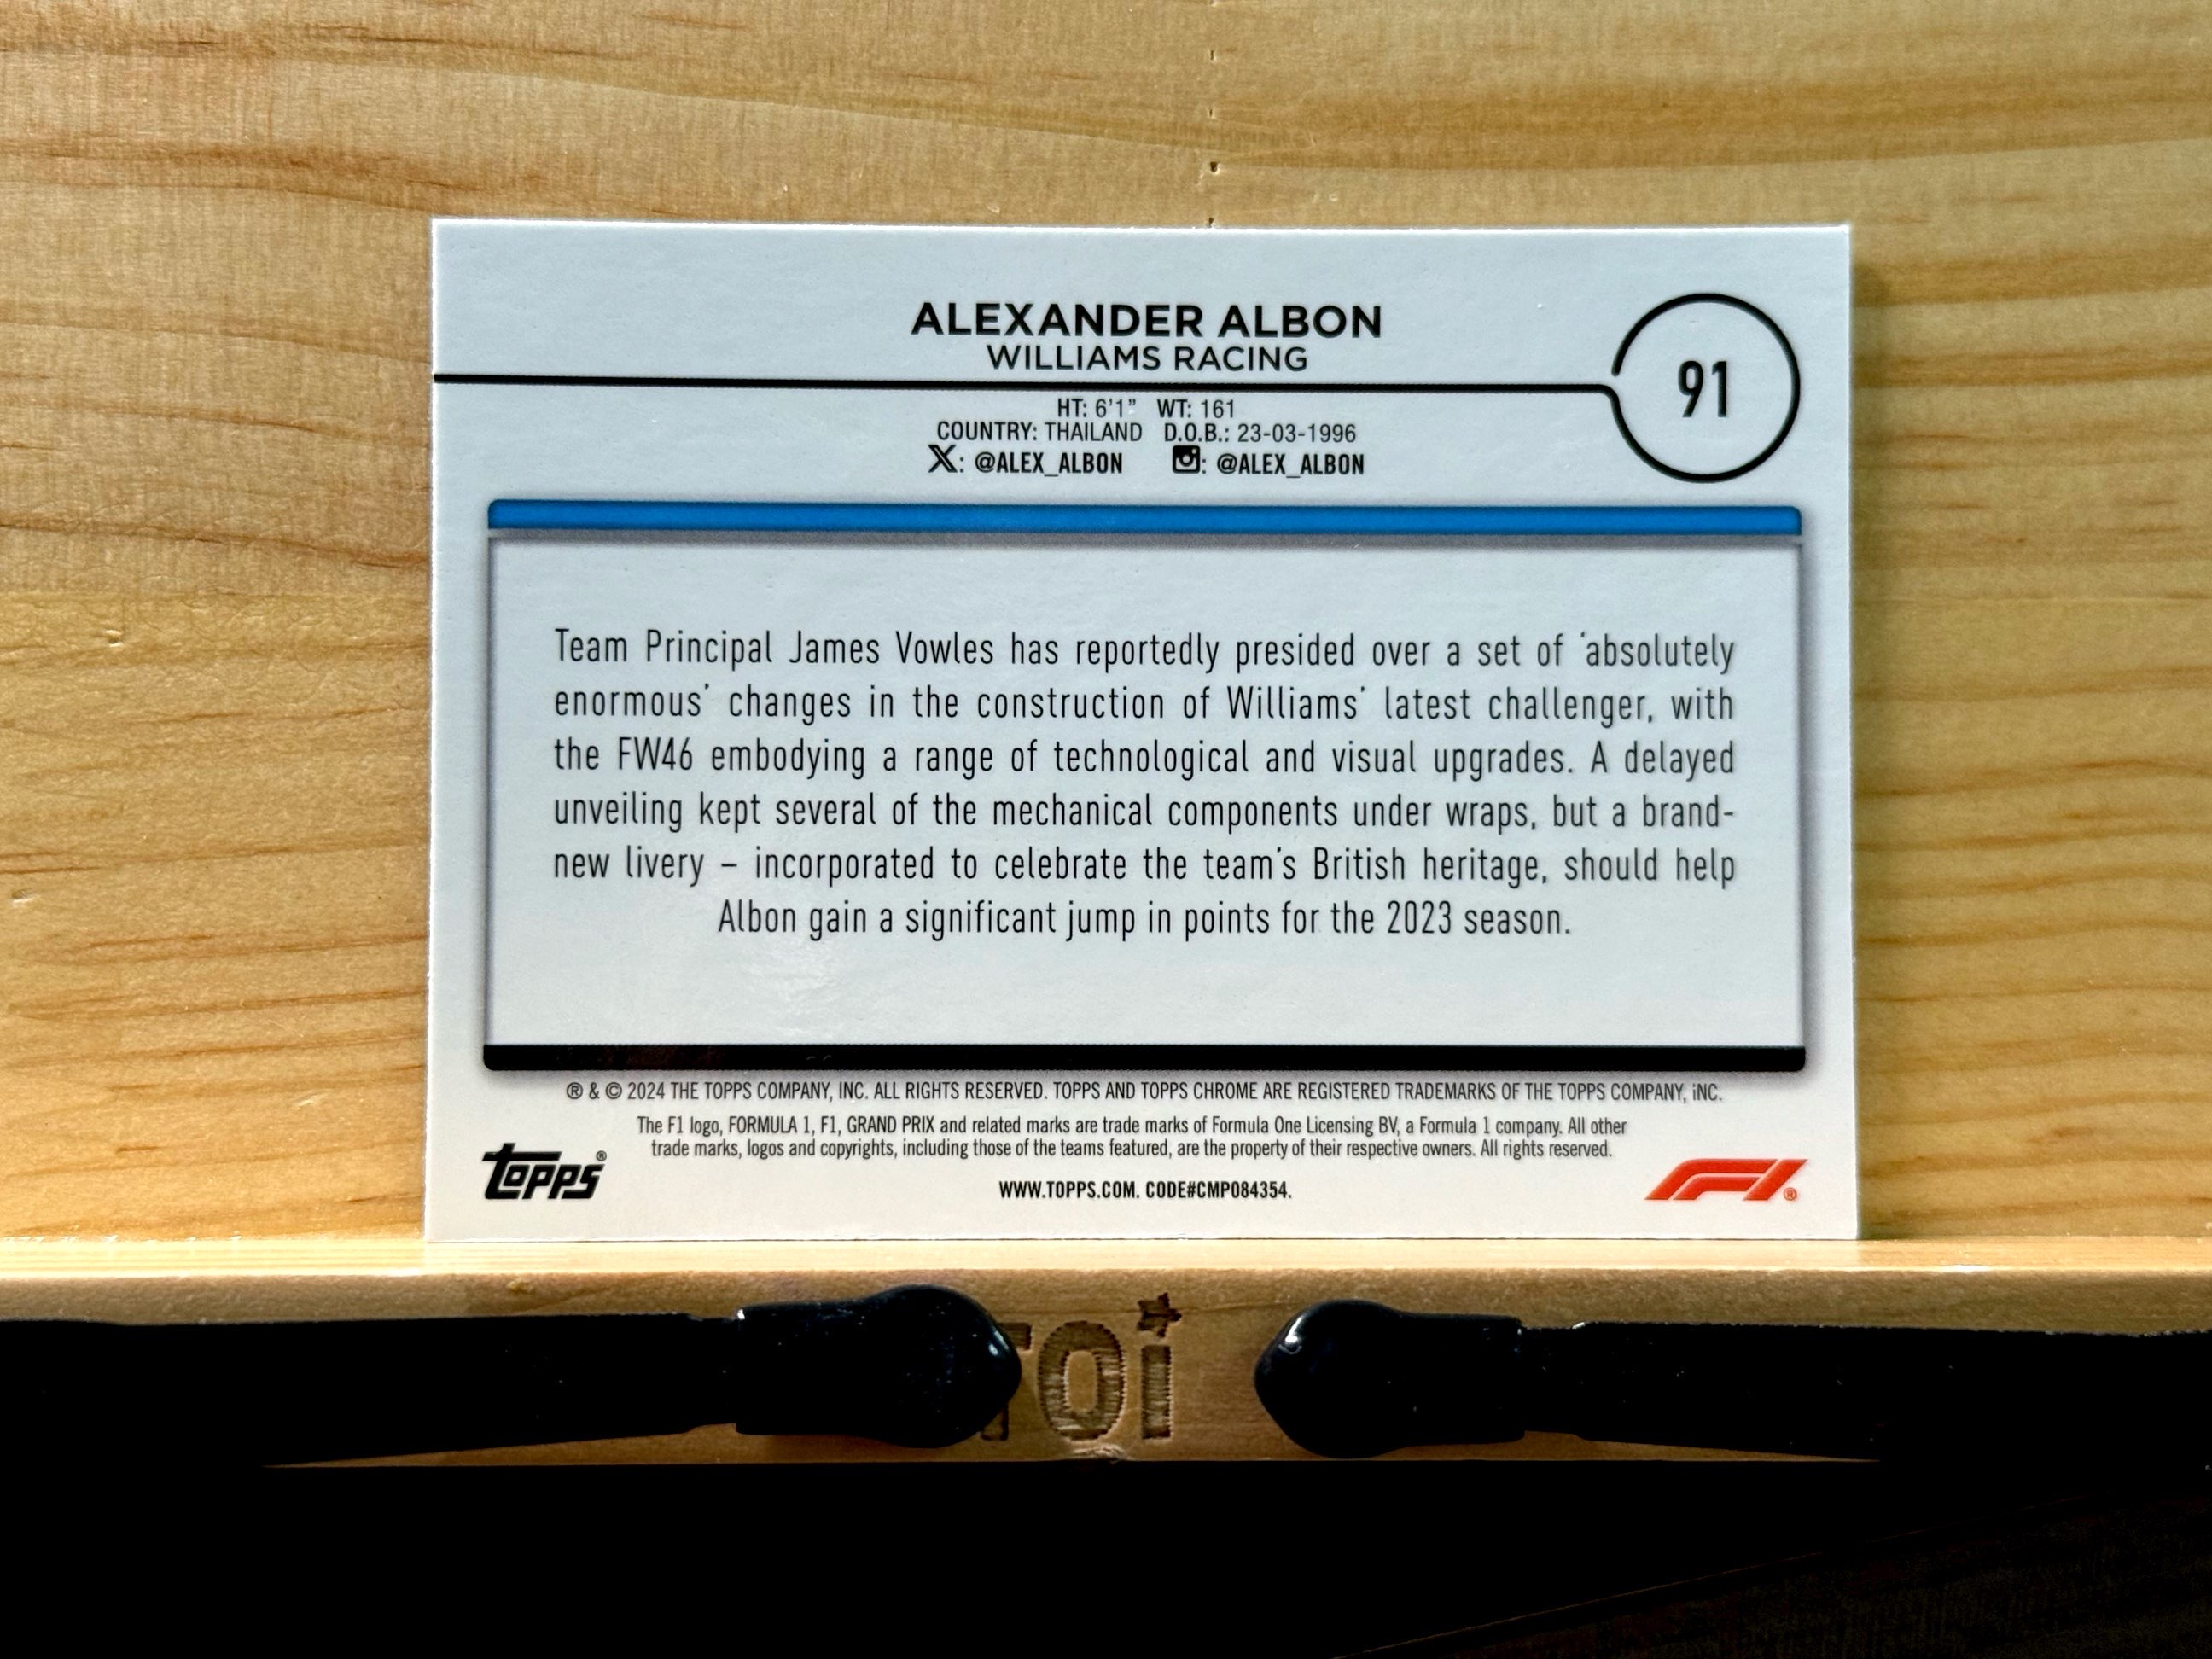 ALEXANDER ALBON
WILLIAMS RACING
91
HT: 6'1" WT: 161
COUNTRY: THAILAND D.O.B.: 23-03-1996
X: @ALEX_ALBON : @ALEX_ALBON
Team Principal James Vowles has reportedly presided over a set of 'absolutely
enormous' changes in the construction of Williams' latest challenger, with
the FW46 embodying a range of technological and visual upgrades. A delayed
unveiling kept several of the mechanical components under wraps, but a brand-
new livery – incorporated to celebrate the team's British heritage, should help
Albon gain a significant jump in points for the 2023 season.
® & © 2024 THE TOPPS COMPANY, INC. ALL RIGHTS RESERVED. TOPPS AND TOPPS CHROME ARE REGISTERED TRADEMARKS OF THE TOPPS COMPANY, iNC.
The F1 logo, FORMULA 1, F1, GRAND PRIX and related marks are trade marks of Formula One Licensing BV, a Formula 1 company. All other
trade marks, logos and copyrights, including those of the teams featured, are the property of their respective owners. All rights reserved.
topps®
WWW.TOPPS.COM. CODE#CMP084354.
F1®